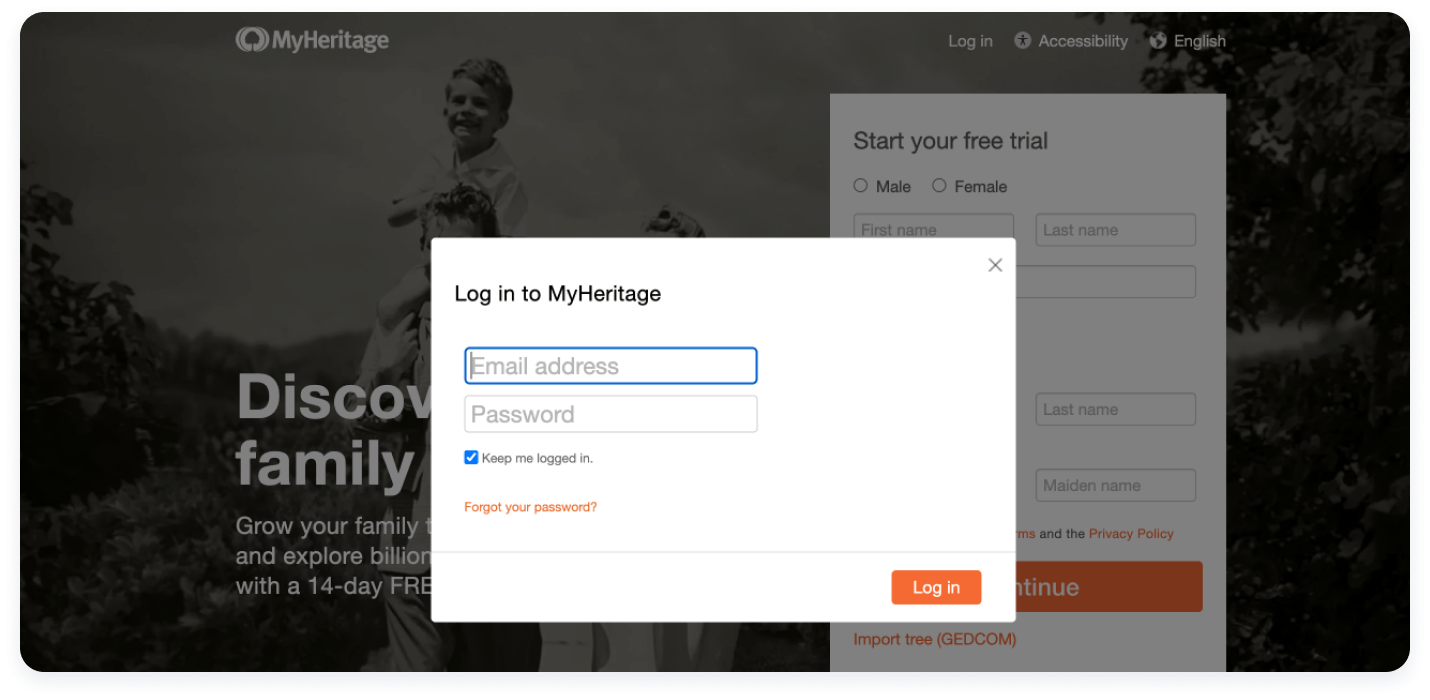 MyHeritage
Log in Accessibility English
Start your free trial
Male Female
First name Last name
Log in to MyHeritage
Email address
Password
Keep me logged in.
Forgot your password?
Log in
Discov
family
Grow your family t
and explore billion
with a 14-day FRE
Last name
Maiden name
ms and the Privacy Policy
ntinue
Import tree (GEDCOM)